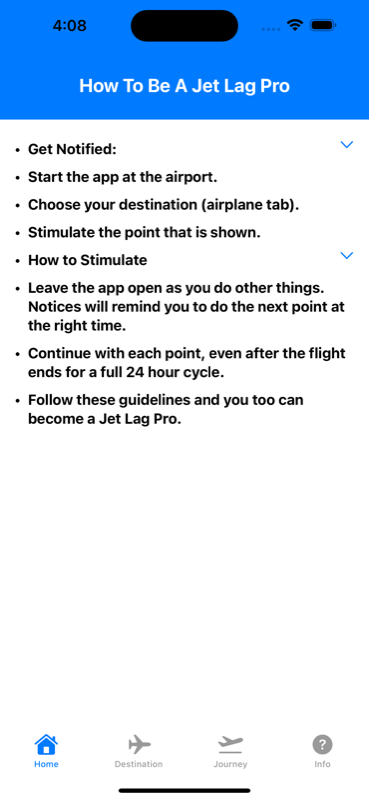 4:08
How To Be A Jet Lag Pro
• Get Notified:
• Start the app at the airport.
• Choose your destination (airplane tab).
• Stimulate the point that is shown.
• How to Stimulate
• Leave the app open as you do other things.
Notices will remind you to do the next point at
the right time.
• Continue with each point, even after the flight
ends for a full 24 hour cycle.
• Follow these guidelines and you too can
become a Jet Lag Pro.
?
Home
Destination
Journey
Info